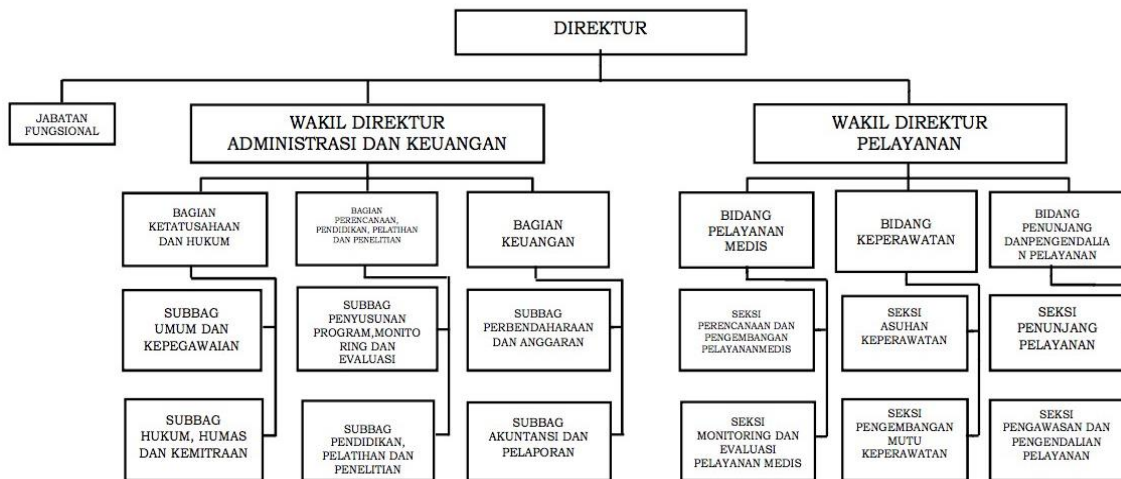 DIREKTUR
JABATAN
FUNGSIONAL
WAKIL DIREKTUR
ADMINISTRASI DAN KEUANGAN
WAKIL DIREKTUR
PELAYANAN
BAGIAN
KETATUSAHAAN
DAN HUKUM
BAGIAN
PERENCANAAN,
PENDIDIKAN, PELATIHAN
DAN PENELITIAN
BAGIAN
KEUANGAN
BIDANG
PELAYANAN
MEDIS
BIDANG
KEPERAWATAN
BIDANG
PENUNJANG
DANPENGENDALIA
N PELAYANAN
SUBBAG
UMUM DAN
KEPEGAWAIAN
SUBBAG
PENYUSUNAN
PROGRAM,MONITO
RING DAN
EVALUASI
SUBBAG
PERBENDAHARAAN
DAN ANGGARAN
SEKSI
PERENCANAAN DAN
PENGEMBANGAN
PELAYANANMEDIS
SEKSI
ASUHAN
KEPERAWATAN
SEKSI
PENUNJANG
PELAYANAN
SUBBAG
HUKUM, HUMAS
DAN KEMITRAAN
SUBBAG
PENDIDIKAN,
PELATIHAN DAN
PENELITIAN
SUBBAG
AKUNTANSI DAN
PELAPORAN
SEKSI
MONITORING DAN
EVALUASI
PELAYANAN MEDIS
SEKSI
PENGEMBANGAN
MUTU
KEPERAWATAN
SEKSI
PENGAWASAN DAN
PENGENDALIAN
PELAYANAN